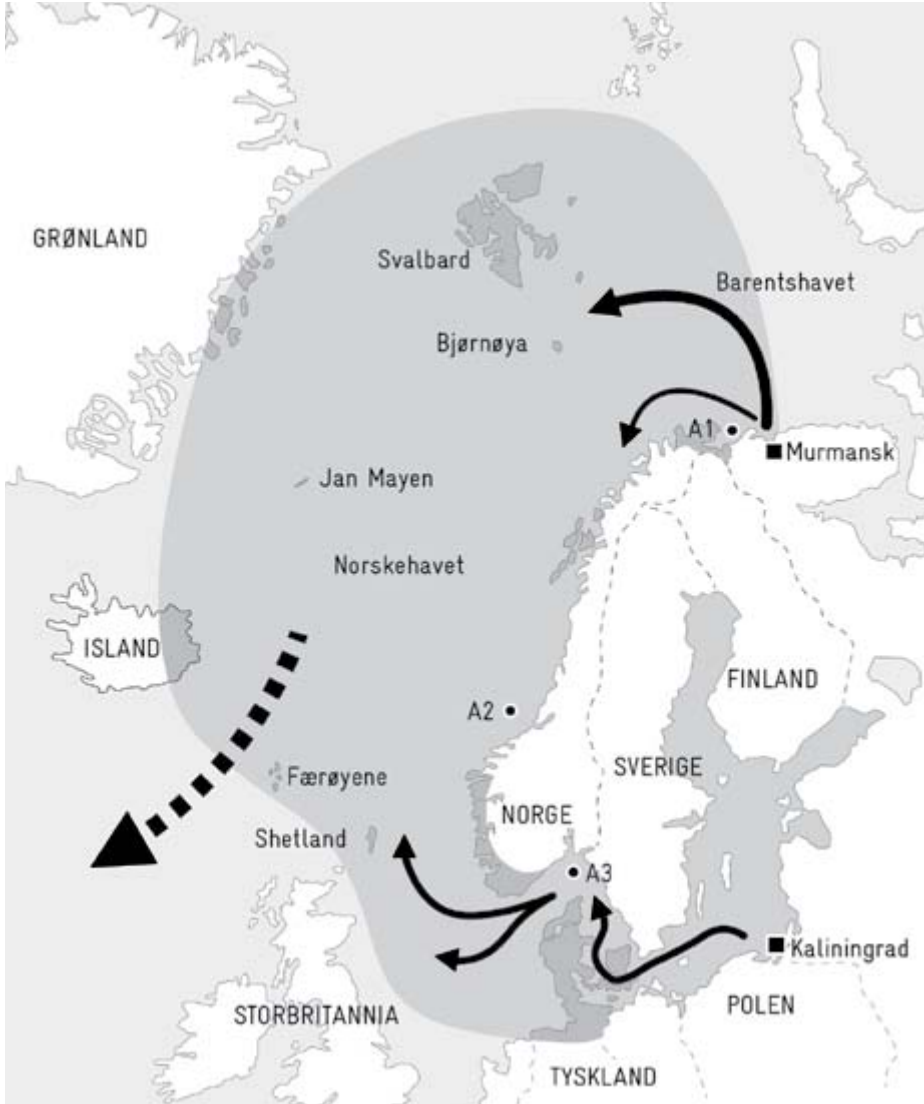 GRØNLAND
Svalbard
Barentshavet
Bjørnøya
A1
Murmansk
Jan Mayen
Norskehavet
ISLAND
FINLAND
A2
SVERIGE
Færøyene
NORGE
Shetland
A3
Kaliningrad
POLEN
STORBRITANNIA
TYSKLAND